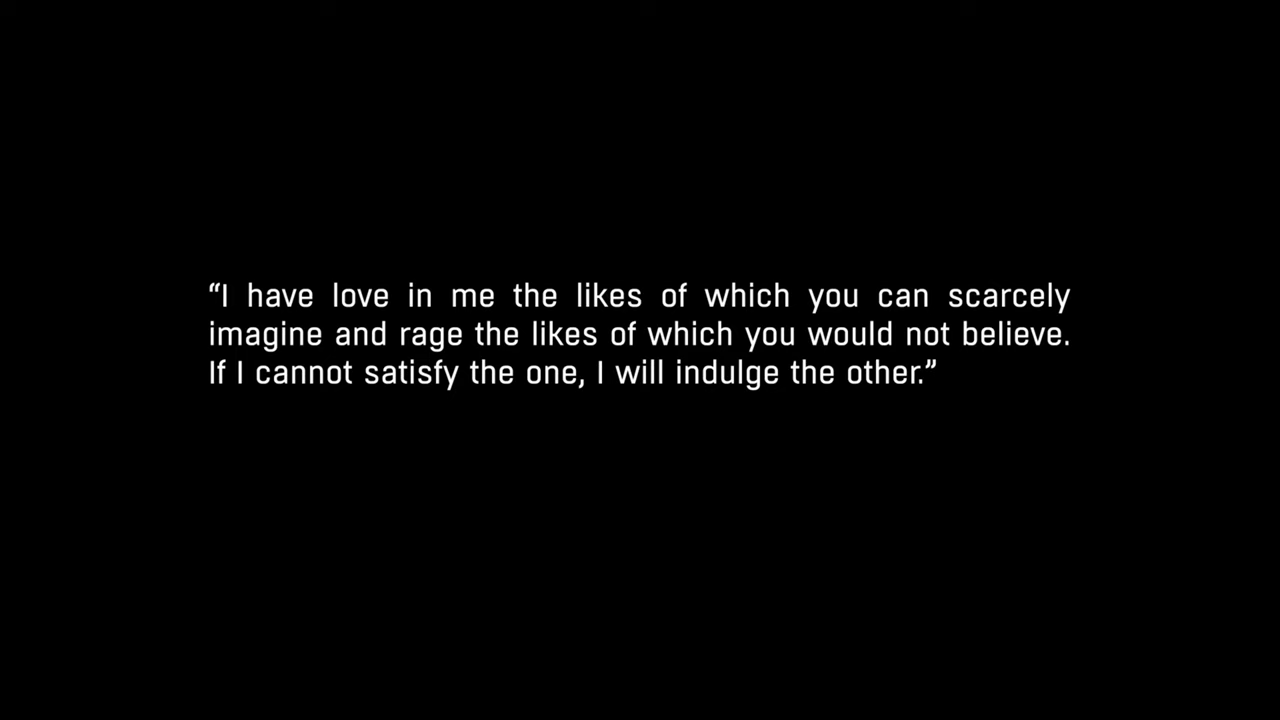 “I have love in me the likes of which you can scarcely
imagine and rage the likes of which you would not believe.
If I cannot satisfy the one, I will indulge the other.”